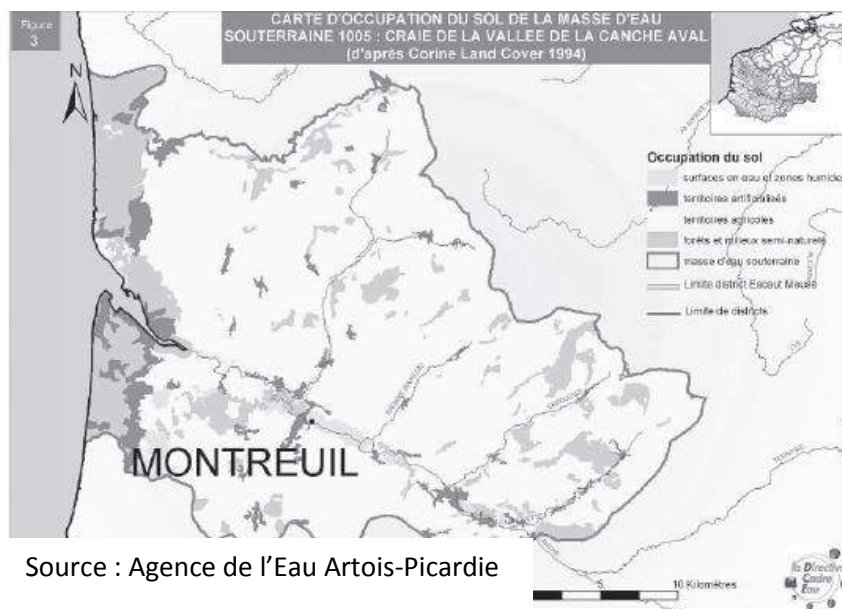 Figure
3
CARTE D'OCCUPATION DU SOL DE LA MASSE D'EAU
SOUTERRAINE 1005 : CRAIE DE LA VALLEE DE LA CANCHE AVAL
(d'après Corine Land Cover 1994)
N
Occupation du sol
surfaces en eau et zones humides
territoires artificialisés
territoires agricoles
forêts et milieux semi-naturels
masse d'eau souterraine
Limite district Escaut Meuse
Limite de districts
MONTREUIL
Source : Agence de l'Eau Artois-Picardie
5
10 Kilomètres
la Directive
Cadre
Eau